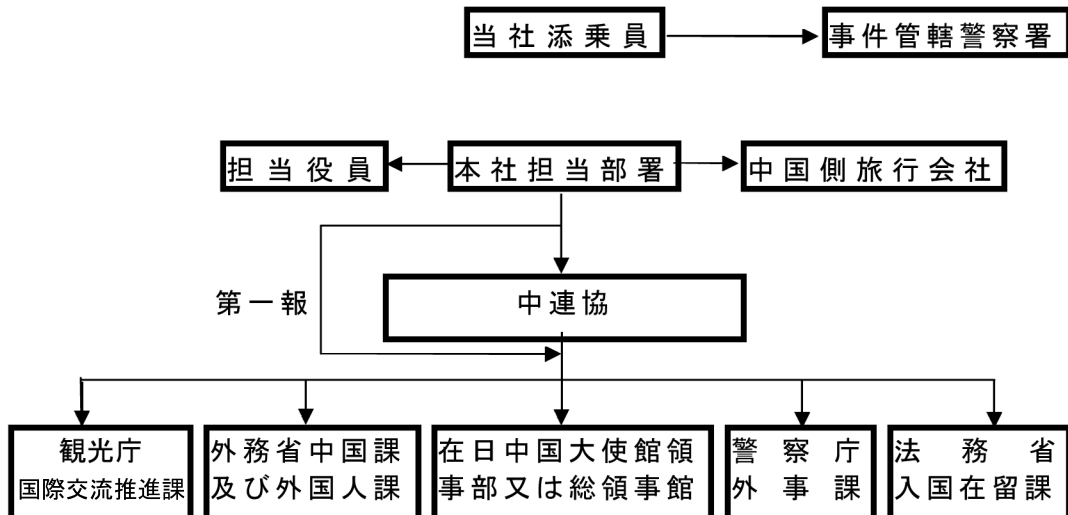 当社添乗員
事件管轄警察署
担当役員
本社担当部署
中国側旅行会社
第一報
中連協
観光庁
国際交流推進課
外務省中国課
及び外国人課
在日中国大使館領
事部又は総領事館
警察庁
外事課
法務省
入国在留課